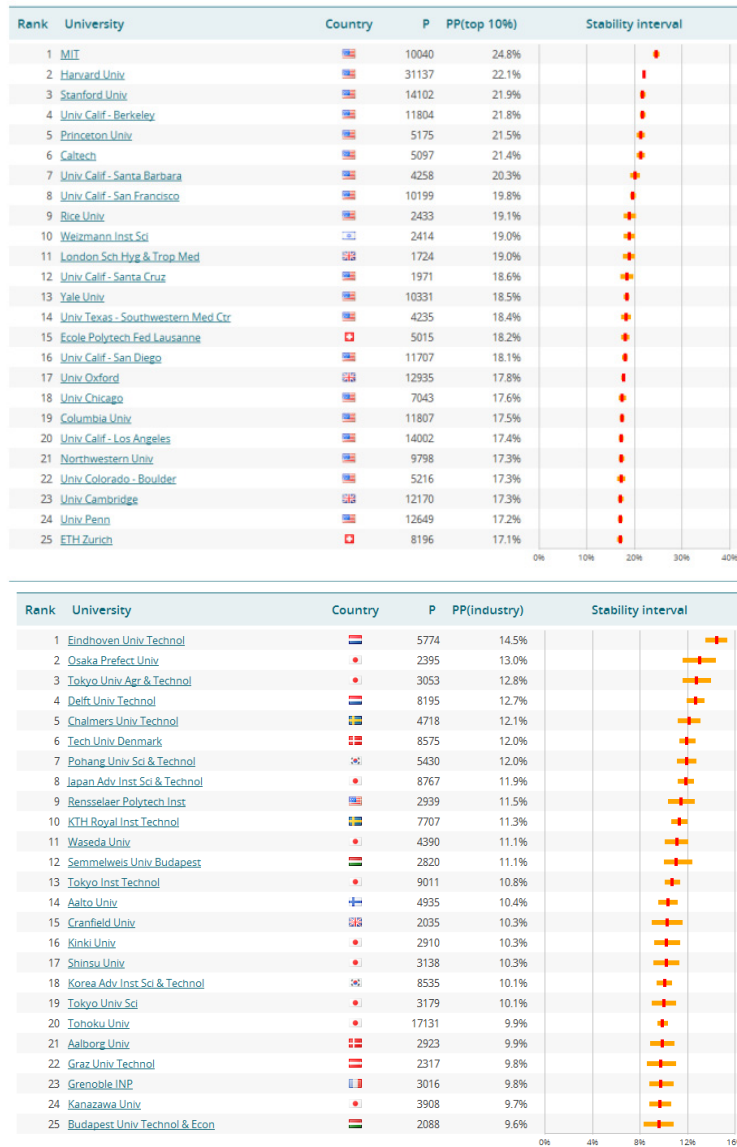 Rank University Country P PP(top 10%) Stability interval
1 MIT 10040 24.8%
2 Harvard Univ 31137 22.1%
3 Stanford Univ 14102 21.9%
4 Univ Calif - Berkeley 11804 21.8%
5 Princeton Univ 5175 21.5%
6 Caltech 5097 21.4%
7 Univ Calif - Santa Barbara 4258 20.3%
8 Univ Calif - San Francisco 10199 19.8%
9 Rice Univ 2433 19.1%
10 Weizmann Inst Sci 2414 19.0%
11 London Sch Hyg & Trop Med 1724 19.0%
12 Univ Calif - Santa Cruz 1971 18.6%
13 Yale Univ 10331 18.5%
14 Univ Texas - Southwestern Med Ctr 4235 18.4%
15 Ecole Polytech Fed Lausanne 5015 18.2%
16 Univ Calif - San Diego 11707 18.1%
17 Univ Oxford 12935 17.8%
18 Univ Chicago 7043 17.6%
19 Columbia Univ 11807 17.5%
20 Univ Calif - Los Angeles 14002 17.4%
21 Northwestern Univ 9798 17.3%
22 Univ Colorado - Boulder 5216 17.3%
23 Univ Cambridge 12170 17.3%
24 Univ Penn 12649 17.2%
25 ETH Zurich 8196 17.1%
0% 10% 20% 30% 40%
Rank University Country P PP(industry) Stability interval
1 Eindhoven Univ Technol 5774 14.5%
2 Osaka Prefect Univ 2395 13.0%
3 Tokyo Univ Agr & Technol 3053 12.8%
4 Delft Univ Technol 8195 12.7%
5 Chalmers Univ Technol 4718 12.1%
6 Tech Univ Denmark 8575 12.0%
7 Pohang Univ Sci & Technol 5430 12.0%
8 Japan Adv Inst Sci & Technol 8767 11.9%
9 Rensselaer Polytech Inst 2939 11.5%
10 KTH Royal Inst Technol 7707 11.3%
11 Waseda Univ 4390 11.1%
12 Semmelweis Univ Budapest 2820 11.1%
13 Tokyo Inst Technol 9011 10.8%
14 Aalto Univ 4935 10.4%
15 Cranfield Univ 2035 10.3%
16 Kinki Univ 2910 10.3%
17 Shinsu Univ 3138 10.3%
18 Korea Adv Inst Sci & Technol 8535 10.1%
19 Tokyo Univ Sci 3179 10.1%
20 Tohoku Univ 17131 9.9%
21 Aalborg Univ 2923 9.9%
22 Graz Univ Technol 2317 9.8%
23 Grenoble INP 3016 9.8%
24 Kanazawa Univ 3908 9.7%
25 Budapest Univ Technol & Econ 2088 9.6%
0% 4% 8% 12%